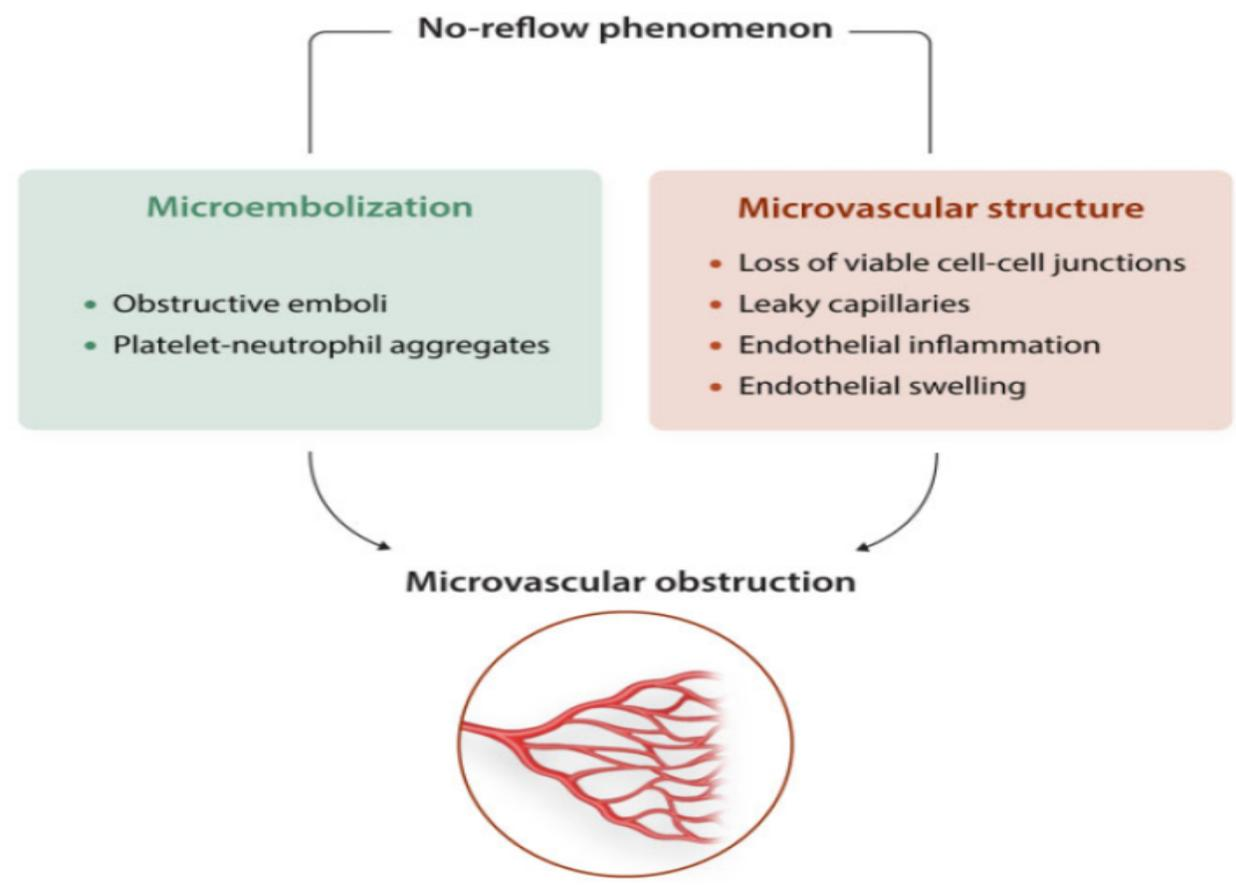 No-reflow phenomenon
Microembolization
• Obstructive emboli
• Platelet-neutrophil aggregates
Microvascular structure
• Loss of viable cell-cell junctions
• Leaky capillaries
• Endothelial inflammation
• Endothelial swelling
Microvascular obstruction